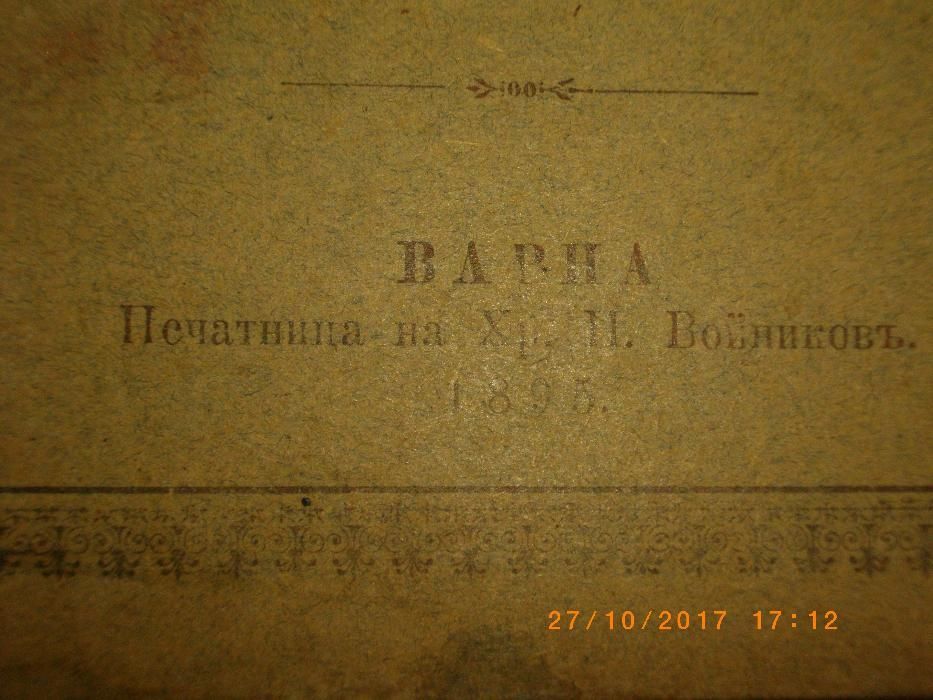 ВАРНА
Печатница на Хр. Н. Войниковъ.
1895.
27/10/2017 17:12